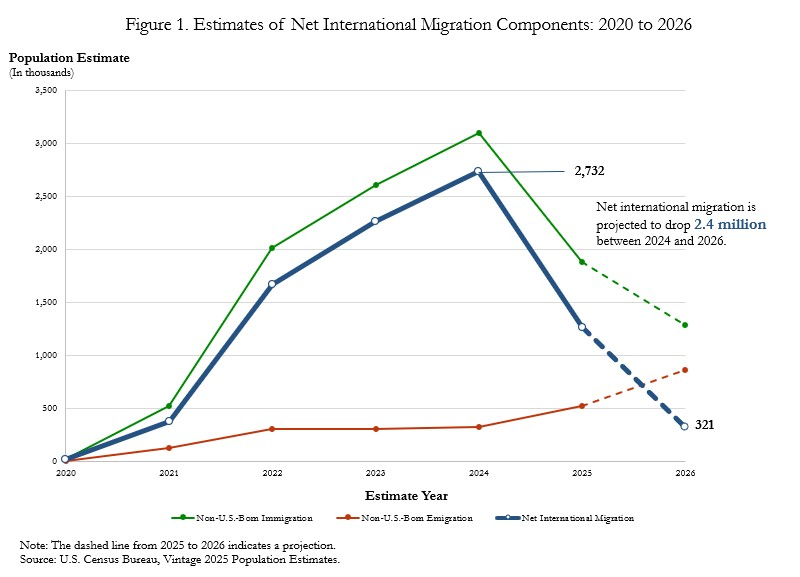 Figure 1. Estimates of Net International Migration Components: 2020 to 2026
Population Estimate
(In thousands)
3,500
3,000
2,500
2,000
1,500
1,000
500
0
2,732
Net international migration is
projected to drop 2.4 million
between 2024 and 2026.
321
2020 2021 2022 2023 2024 2025 2026
Estimate Year
Non-U.S.-Born Immigration Non-U.S.-Born Emigration Net International Migration
Note: The dashed line from 2025 to 2026 indicates a projection.
Source: U.S. Census Bureau, Vintage 2025 Population Estimates.